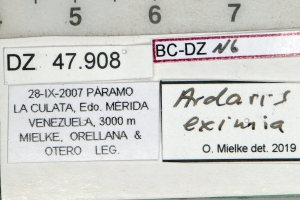 5 6 7
DZ 47.908
BC-DZ N6
28-IX-2007 PÁRAMO
LA CULATA, Edo. MÉRIDA
VENEZUELA, 3000 m
MIELKE, ORELLANA &
OTERO LEG.
Ardaris
eximia
O. Mielke det. 2019